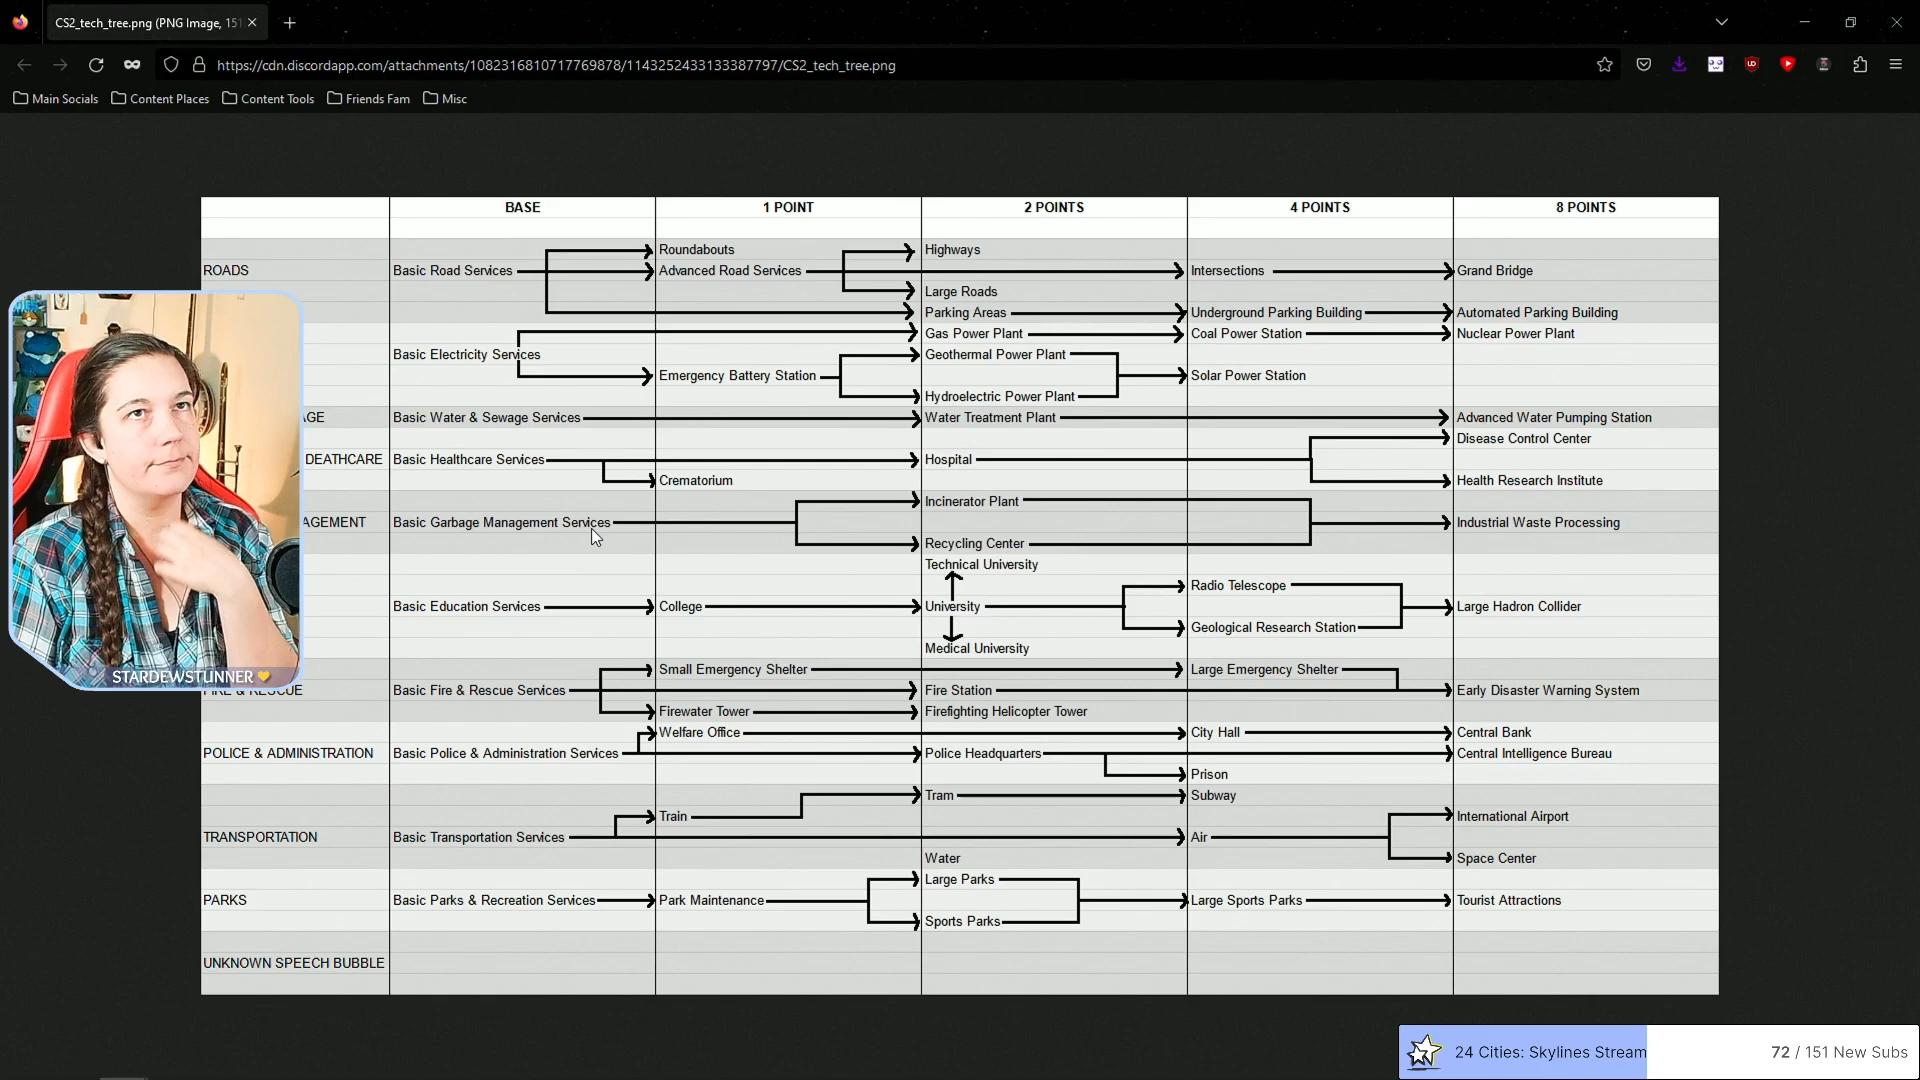 CS2_tech_tree.png (PNG Image, 151
https://cdn.discordapp.com/attachments/1082316810717769878/1143252433133387797/CS2_tech_tree.png
Main Socials Content Places Content Tools Friends Fam Misc
BASE 1 POINT 2 POINTS 4 POINTS 8 POINTS
Roundabouts Highways
ROADS Basic Road Services Advanced Road Services Intersections Grand Bridge
Large Roads
Parking Areas Underground Parking Building Automated Parking Building
Gas Power Plant Coal Power Station Nuclear Power Plant
Basic Electricity Services Geothermal Power Plant
Emergency Battery Station Solar Power Station
Hydroelectric Power Plant
AGE Basic Water & Sewage Services Water Treatment Plant Advanced Water Pumping Station
Disease Control Center
DEATHCARE Basic Healthcare Services Hospital
Crematorium Health Research Institute
Incinerator Plant
AGEMENT Basic Garbage Management Services Industrial Waste Processing
Recycling Center
Technical University
Radio Telescope
Basic Education Services College University Large Hadron Collider
Geological Research Station
Medical University
Small Emergency Shelter Large Emergency Shelter
STARDEWSTUNNER
FIRE & RESCUE Basic Fire & Rescue Services Fire Station Early Disaster Warning System
Firewater Tower Firefighting Helicopter Tower
Welfare Office City Hall Central Bank
POLICE & ADMINISTRATION Basic Police & Administration Services Police Headquarters Central Intelligence Bureau
Prison
Tram Subway
Train International Airport
TRANSPORTATION Basic Transportation Services Air
Water Space Center
Large Parks
PARKS Basic Parks & Recreation Services Park Maintenance Large Sports Parks Tourist Attractions
Sports Parks
UNKNOWN SPEECH BUBBLE
24 Cities: Skylines Stream 72 / 151 New Subs